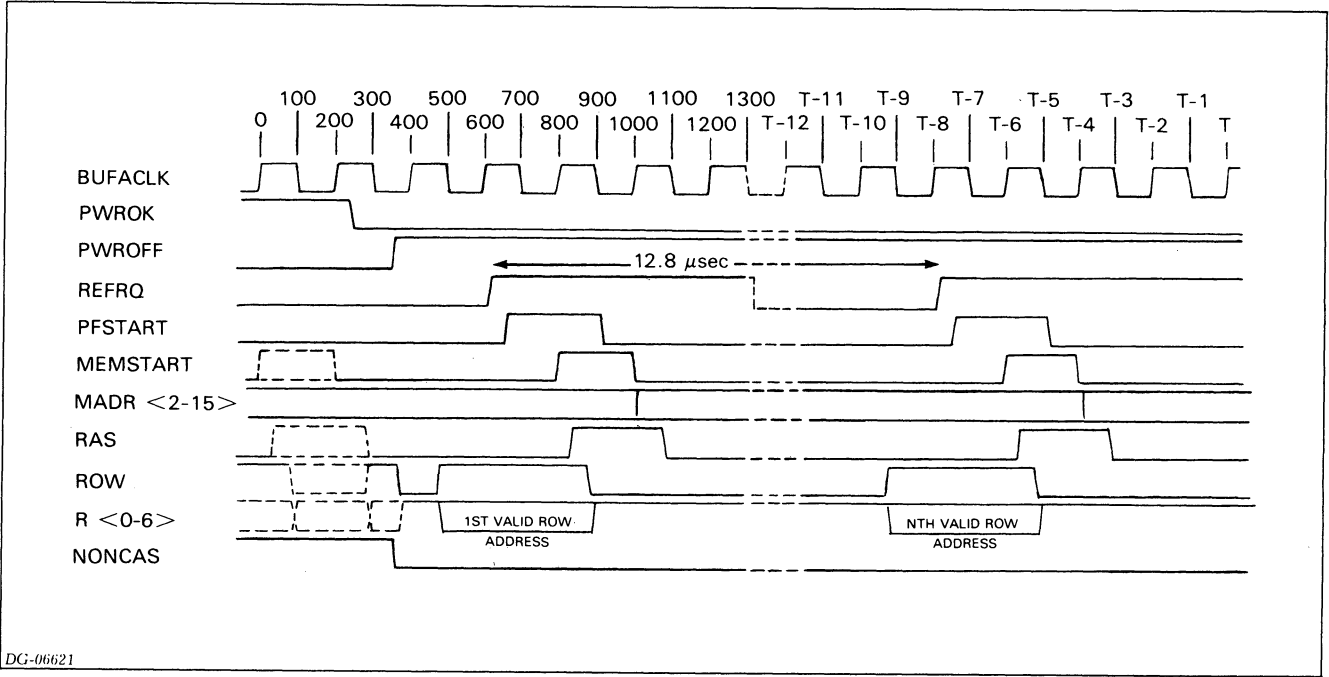 100 300 500 700 900 1100 1300 T-11 T-9 T-7 T-5 T-3 T-1
0 200 400 600 800 1000 1200 T-12 T-10 T-8 T-6 T-4 T-2 T
BUFACLK
PWROK
PWROFF
12.8 μsec
REFRQ
PFSTART
MEMSTART
MADR <2-15>
RAS
ROW
R <0-6>
1ST VALID ROW
ADDRESS
NTH VALID ROW
ADDRESS
NONCAS
DG-06621